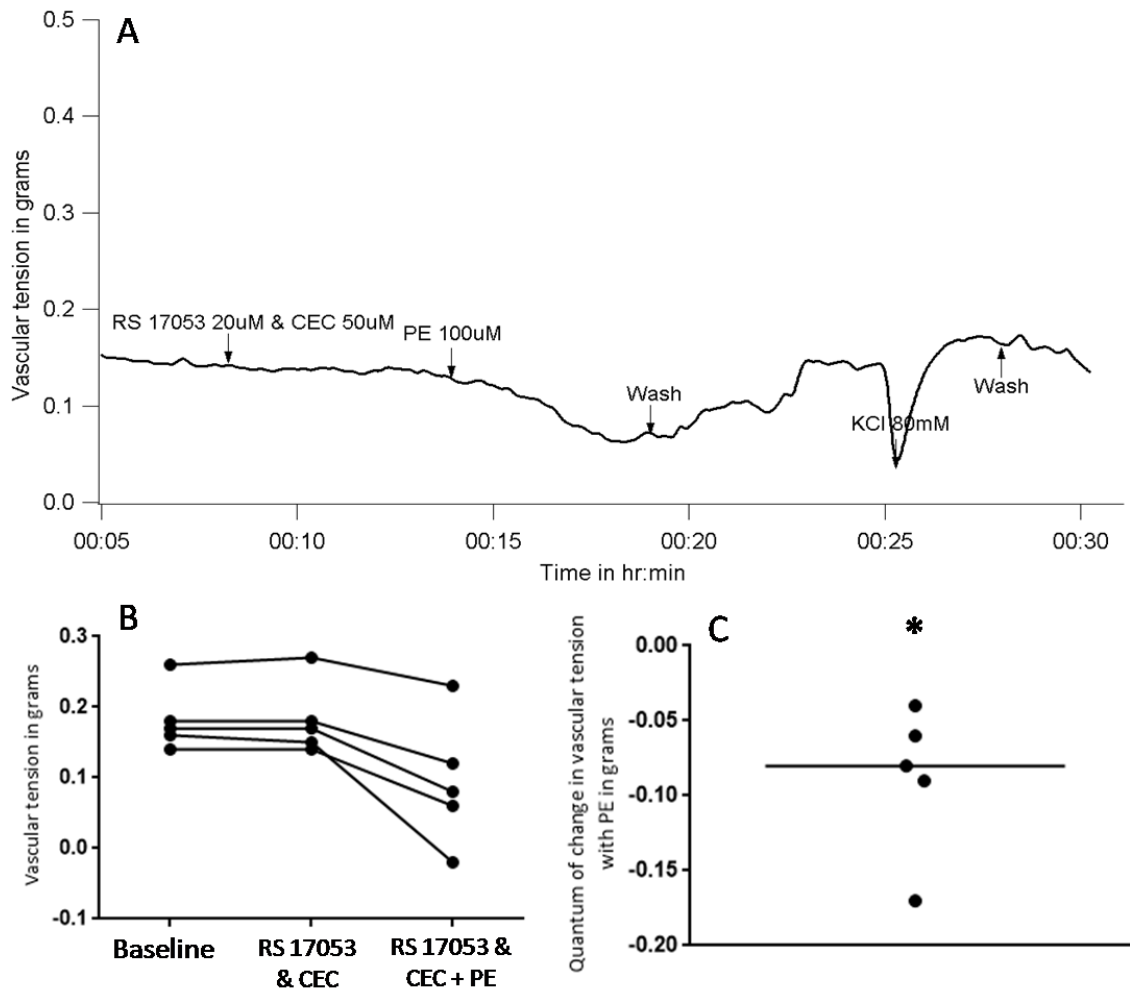 A
Vascular tension in grams
0.5
0.4
0.3
0.2
0.1
0.0
RS 17053 20uM & CEC 50uM
PE 100uM
Wash
KCl 80mM
Wash
00:05 00:10 00:15 00:20 00:25 00:30
Time in hr:min
B
Vascular tension in grams
0.3
0.2
0.1
0.0
-0.1
Baseline
RS 17053
& CEC
RS 17053 &
CEC + PE
C
*
Quantum of change in vascular tension
with PE in grams
0.00
-0.05
-0.10
-0.15
-0.20